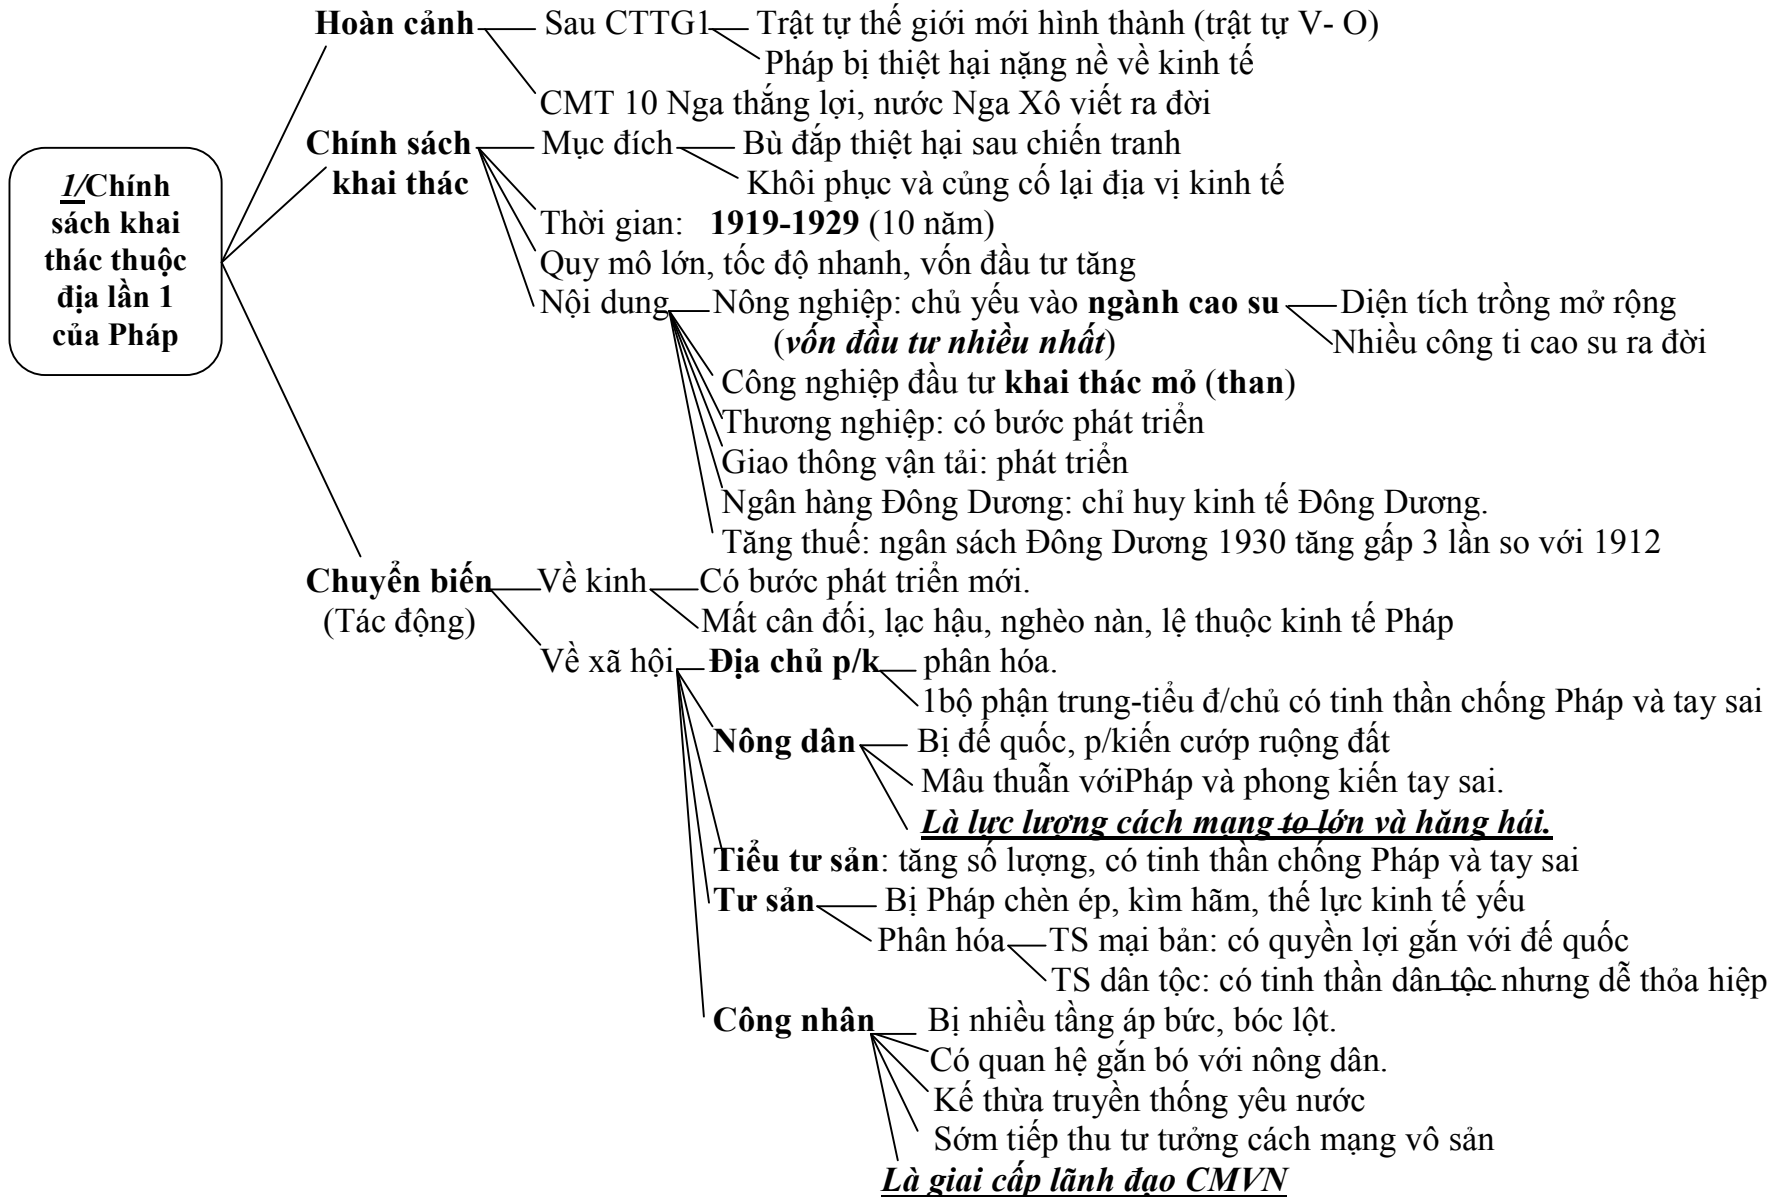 Hoàn cảnh Sau CTTG1 Trật tự thế giới mới hình thành (trật tự V- O)
Pháp bị thiệt hại nặng nề về kinh tế
CMT 10 Nga thắng lợi, nước Nga Xô viết ra đời
1/Chính
sách khai
thác thuộc
địa lần 1
của Pháp
Chính sách Mục đích Bù đắp thiệt hại sau chiến tranh
khai thác Khôi phục và củng cố lại địa vị kinh tế
Thời gian: 1919-1929 (10 năm)
Quy mô lớn, tốc độ nhanh, vốn đầu tư tăng
Nội dung Nông nghiệp: chủ yếu vào ngành cao su Diện tích trồng mở rộng
(vốn đầu tư nhiều nhất) Nhiều công ti cao su ra đời
Công nghiệp đầu tư khai thác mỏ (than)
Thương nghiệp: có bước phát triển
Giao thông vận tải: phát triển
Ngân hàng Đông Dương: chỉ huy kinh tế Đông Dương.
Tăng thuế: ngân sách Đông Dương 1930 tăng gấp 3 lần so với 1912
Chuyển biến Về kinh Có bước phát triển mới.
(Tác động) Mất cân đối, lạc hậu, nghèo nàn, lệ thuộc kinh tế Pháp
Về xã hội Địa chủ p/k phân hóa.
1bộ phận trung-tiểu đ/chủ có tinh thần chống Pháp và tay sai
Nông dân Bị đế quốc, p/kiến cướp ruộng đất
Mâu thuẫn vớiPháp và phong kiến tay sai.
Là lực lượng cách mạng to lớn và hăng hái.
Tiểu tư sản: tăng số lượng, có tinh thần chống Pháp và tay sai
Tư sản Bị Pháp chèn ép, kìm hãm, thế lực kinh tế yếu
Phân hóa TS mại bản: có quyền lợi gắn với đế quốc
TS dân tộc: có tinh thần dân tộc nhưng dễ thỏa hiệp
Công nhân Bị nhiều tầng áp bức, bóc lột.
Có quan hệ gắn bó với nông dân.
Kế thừa truyền thống yêu nước
Sớm tiếp thu tư tưởng cách mạng vô sản
Là giai cấp lãnh đạo CMVN